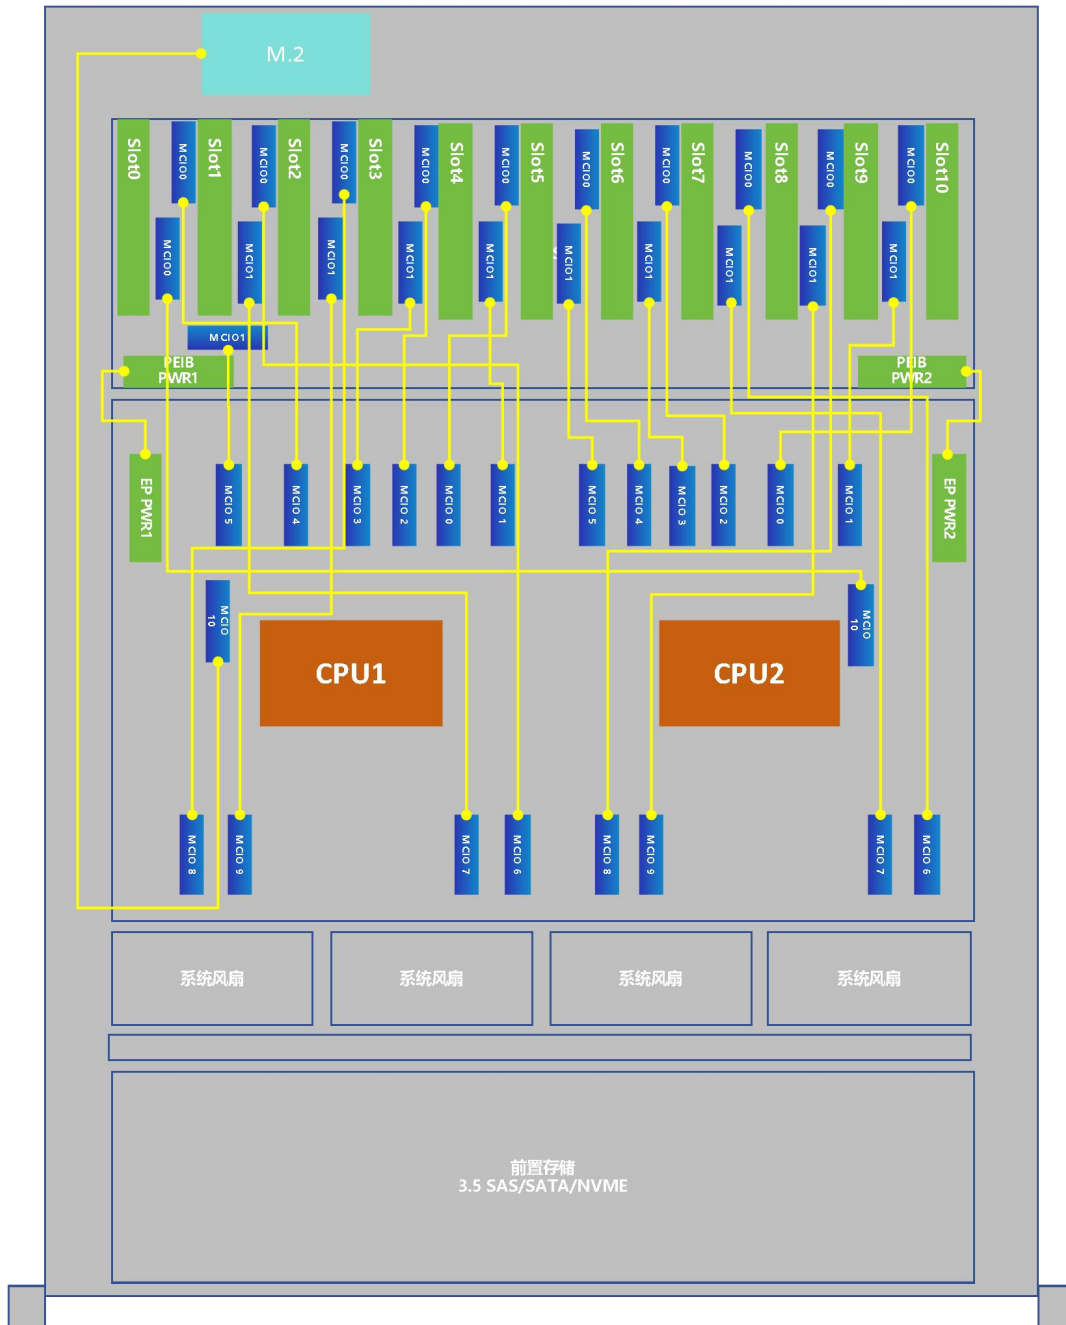 M.2
Slot0
MCIO0
Slot1
MCIO0
Slot2
MCIO0
Slot3
MCIO0
Slot4
MCIO0
Slot5
MCIO0
Slot6
MCIO0
Slot7
MCIO0
Slot8
MCIO0
Slot9
MCIO0
Slot10
MCIO0
MCIO1
MCIO1
MCIO1
MCIO1
MCIO1
MCIO1
MCIO1
MCIO1
MCIO1
MCIO1
PEIB
PWR1
PEIB
PWR2
EP PWR1
MCIO 5
MCIO 4
MCIO 3
MCIO 2
MCIO 0
MCIO 1
MCIO 5
MCIO 4
MCIO 3
MCIO 2
MCIO 0
MCIO 1
EP PWR2
MCIO
10
MCIO
10
CPU1
CPU2
MCIO 8
MCIO 9
MCIO 7
MCIO 6
MCIO 8
MCIO 9
MCIO 7
MCIO 6
系统风扇
系统风扇
系统风扇
系统风扇
前置存储
3.5 SAS/SATA/NVME